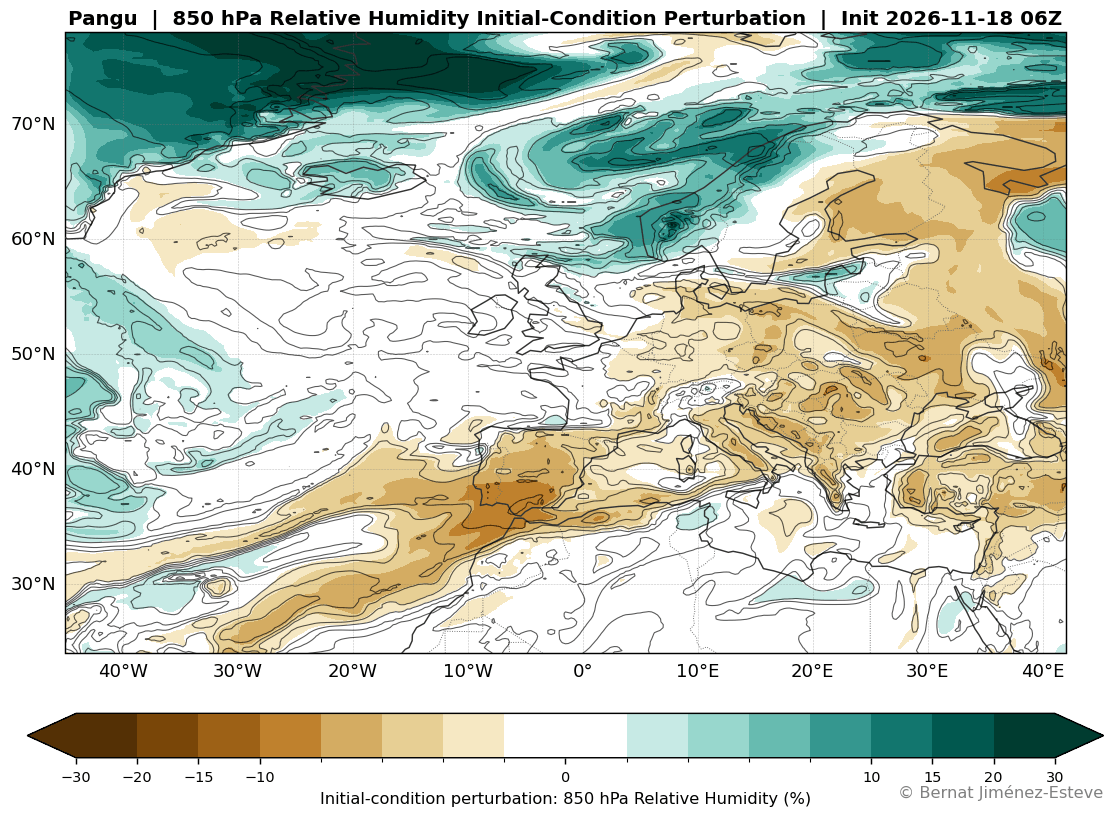 Pangu | 850 hPa Relative Humidity Initial-Condition Perturbation | Init 2026-11-18 06Z
70°N
60°N
50°N
40°N
30°N
40°W 30°W 20°W 10°W 0° 10°E 20°E 30°E 40°E
−30 −20 −15 −10 0 10 15 20 30
Initial-condition perturbation: 850 hPa Relative Humidity (%)
© Bernat Jiménez-Esteve